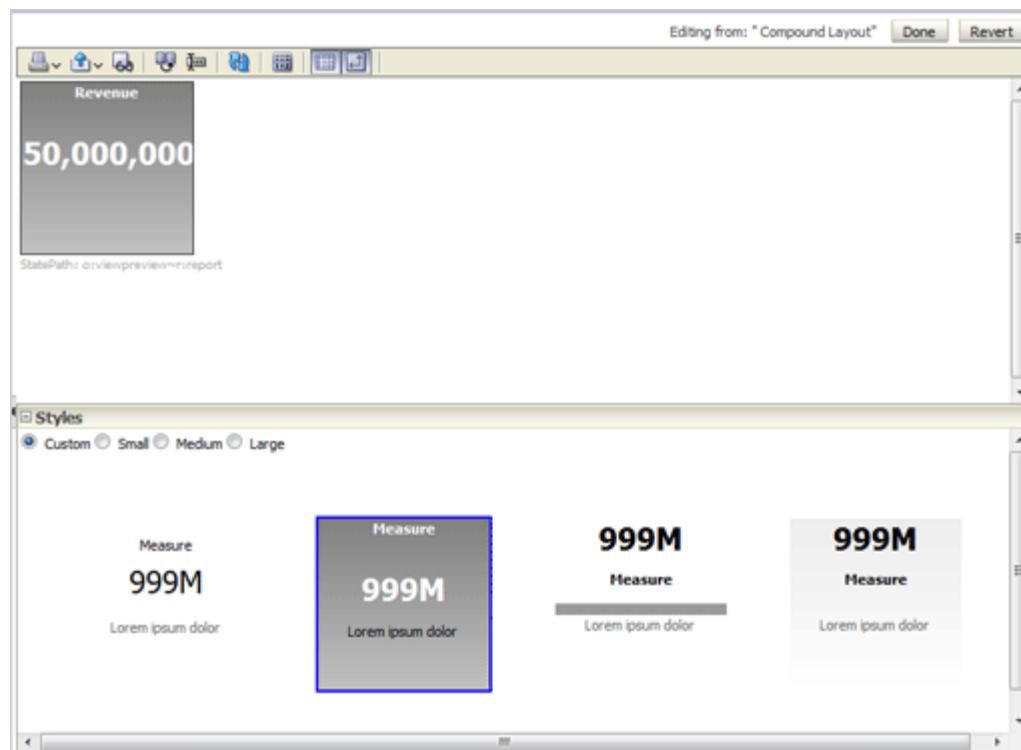 Editing from: " Compound Layout" Done Revert
Revenue
50,000,000
Styles
Custom Small Medium Large
Measure
999M
Lorem ipsum dolor
Measure
999M
Lorem ipsum dolor
999M
Measure
Lorem ipsum dolor
999M
Measure
Lorem ipsum dolor